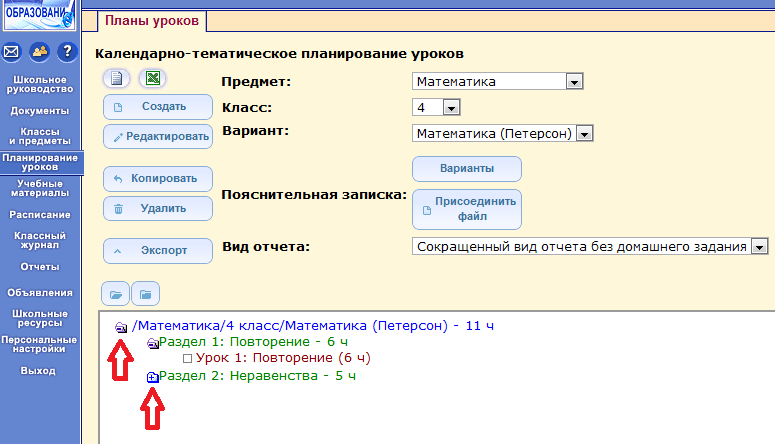 ОБРАЗОВАНИ
Планы уроков
Календарно-тематическое планирование уроков
?
Школьное
руководство
Документы
Классы
и предметы
Планирование
уроков
Учебные
материалы
Расписание
Классный
журнал
Отчеты
Объявления
Школьные
ресурсы
Персональные
настройки
Выход
Предмет: Математика
Создать Класс: 4
Редактировать Вариант: Математика (Петерсон)
Варианты
Копировать
Пояснительная записка: Присоединить
файл
Удалить
Экспорт Вид отчета: Сокращенный вид отчета без домашнего задания
/Математика/4 класс/Математика (Петерсон) - 11 ч
Раздел 1: Повторение - 6 ч
Урок 1: Повторение (6 ч)
Раздел 2: Неравенства - 5 ч